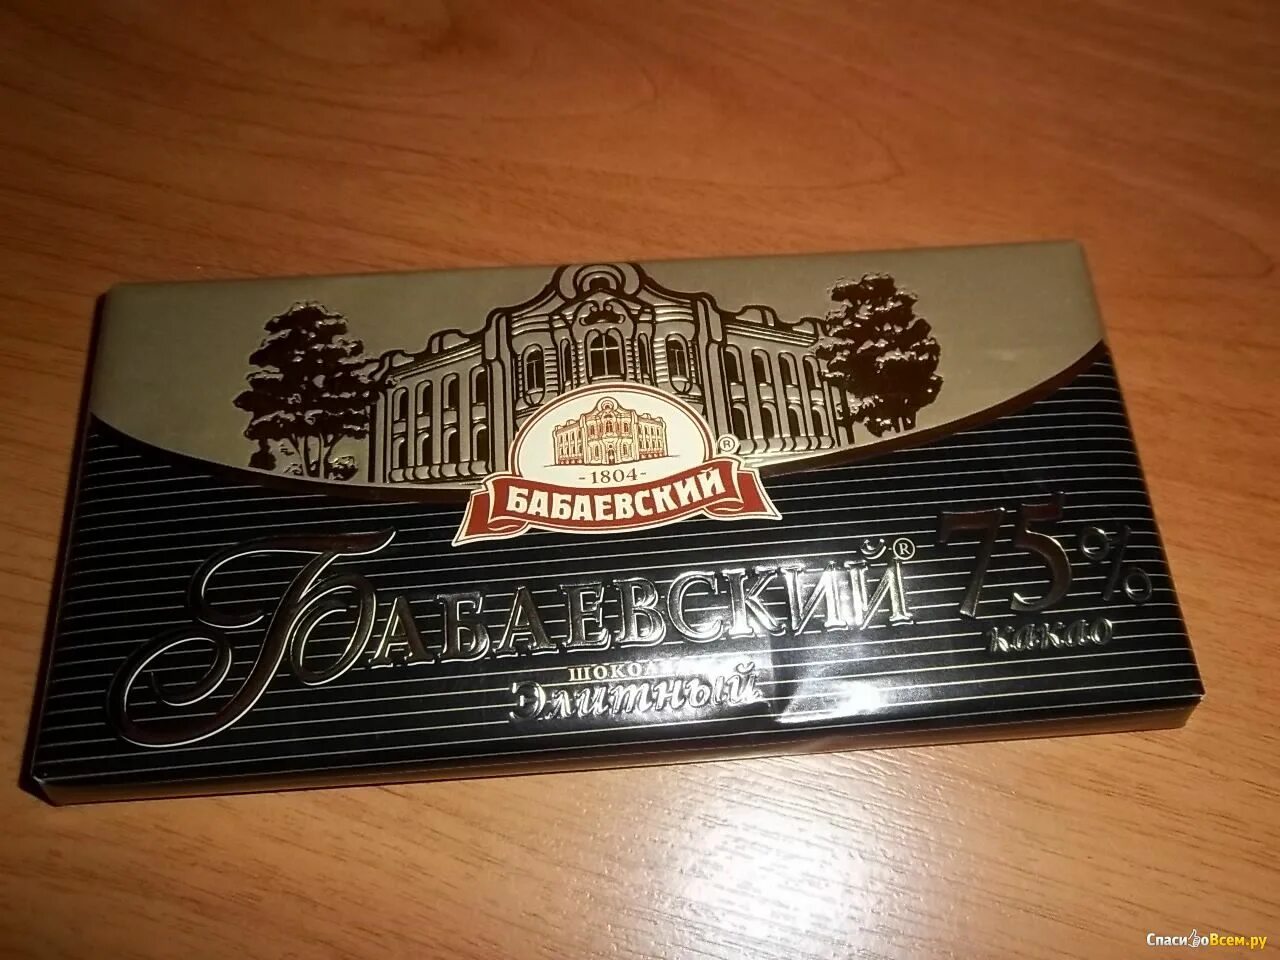 -1804-
БАБАЕВСКИЙ ®
БАБАЕВСКИЙ ®
75%
какао
Элитный
СпасибоВсем.ру